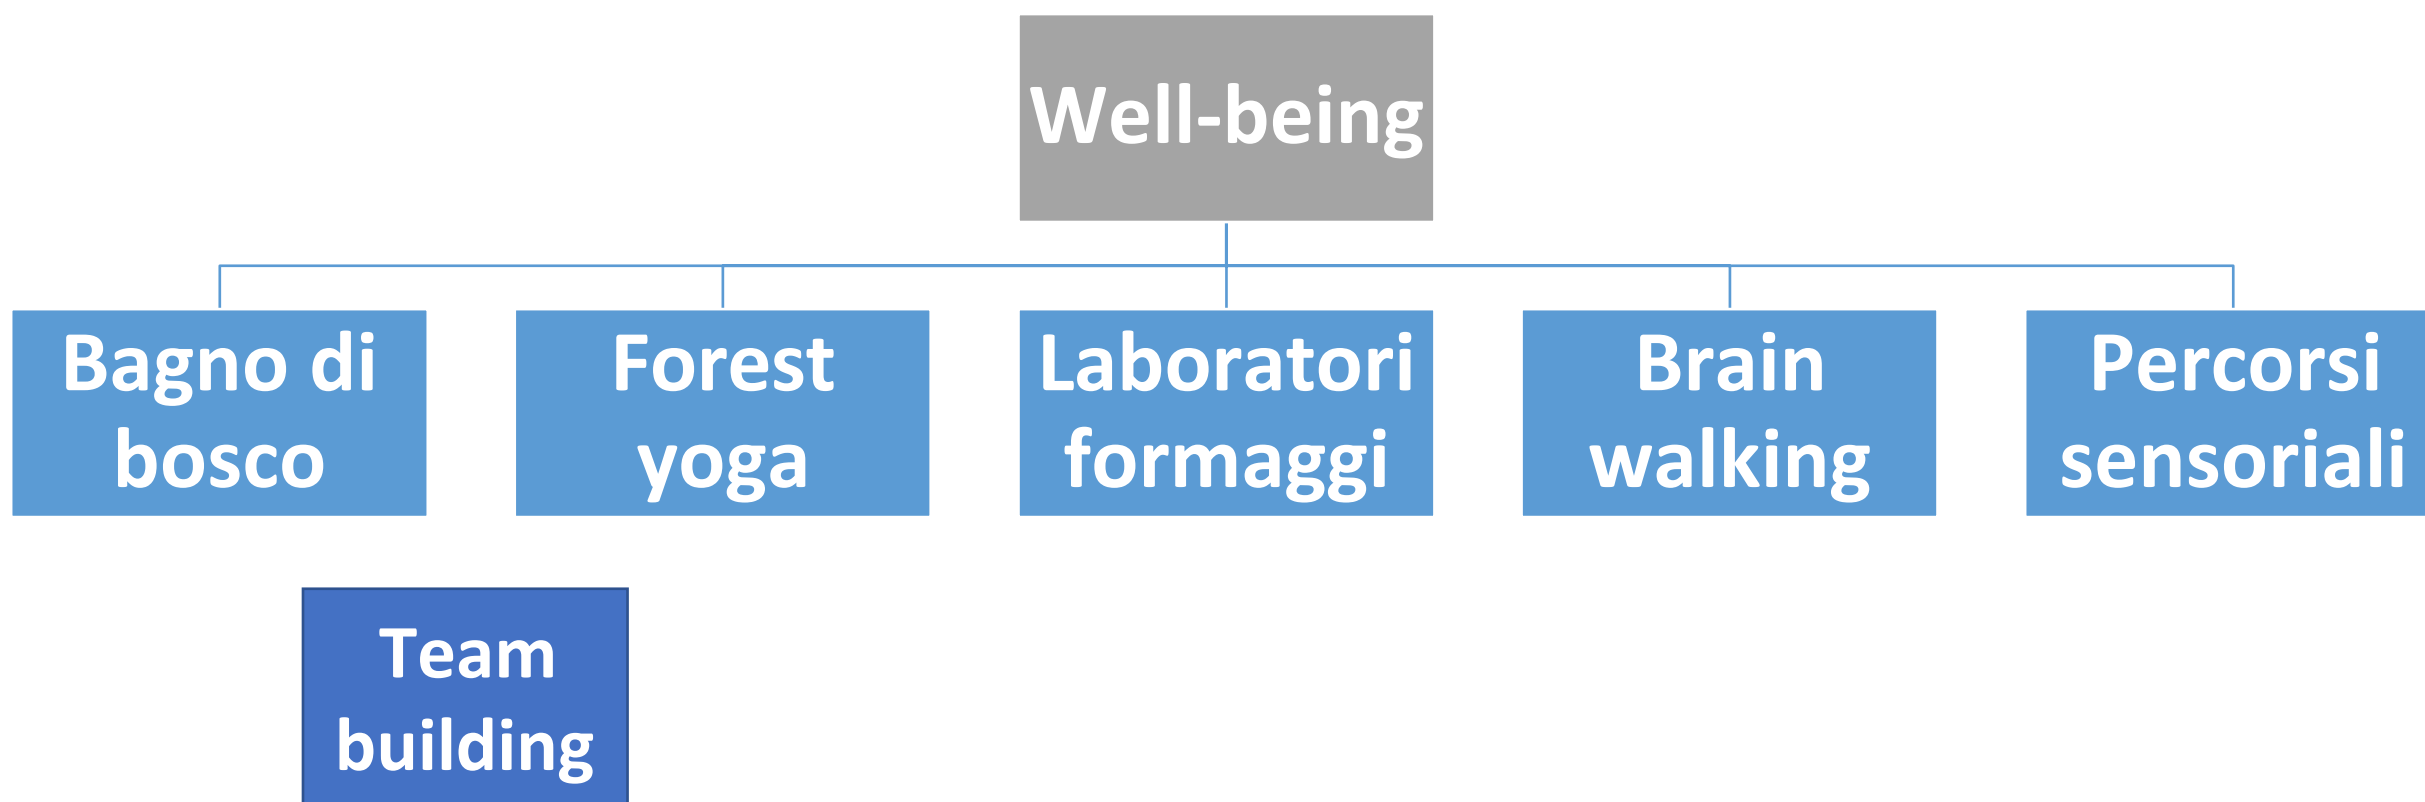 Well-being
Bagno di
bosco
Forest
yoga
Laboratori
formaggi
Brain
walking
Percorsi
sensoriali
Team
building